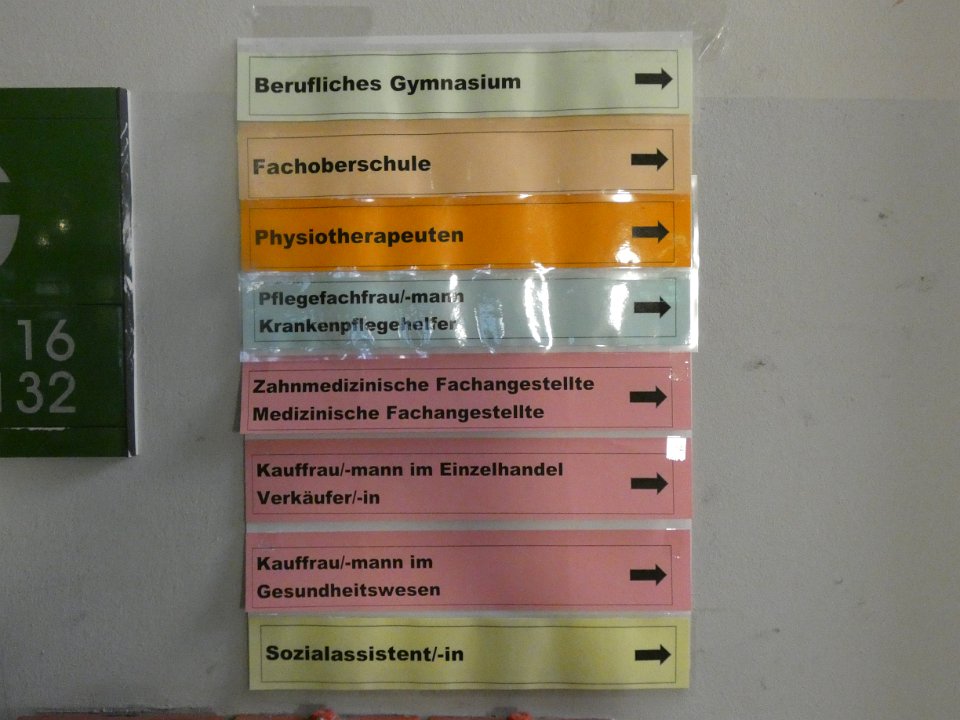 Berufliches Gymnasium
Fachoberschule
Physiotherapeuten
Pflegefachfrau/-mann
Krankenpflegehelfer
Zahnmedizinische Fachangestellte
Medizinische Fachangestellte
Kauffrau/-mann im Einzelhandel
Verkäufer/-in
Kauffrau/-mann im
Gesundheitswesen
Sozialassistent/-in
16
132